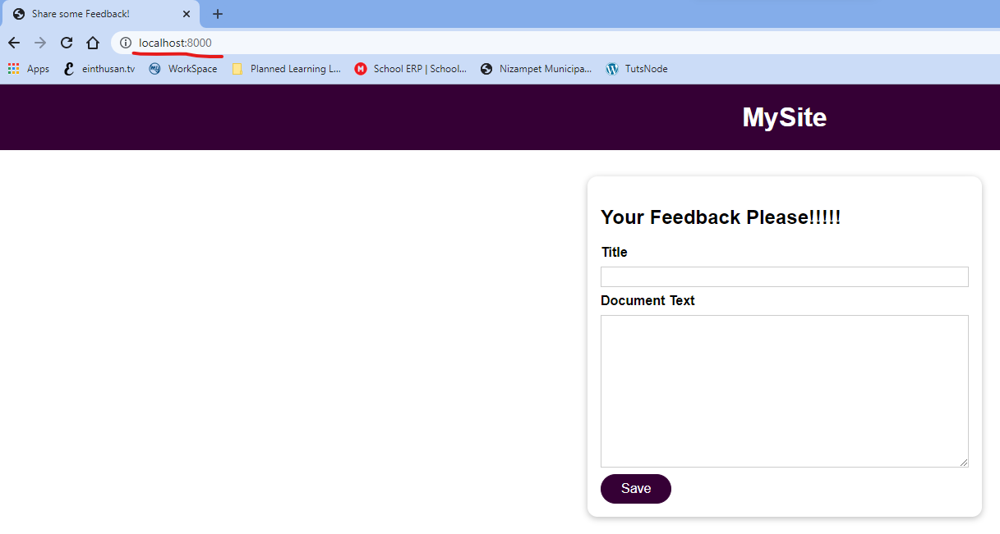 Share some Feedback!
localhost:8000
Apps einthusan.tv WorkSpace Planned Learning L... School ERP | School... Nizampet Municipa... TutsNode
MySite
Your Feedback Please!!!!!
Title
Document Text
Save